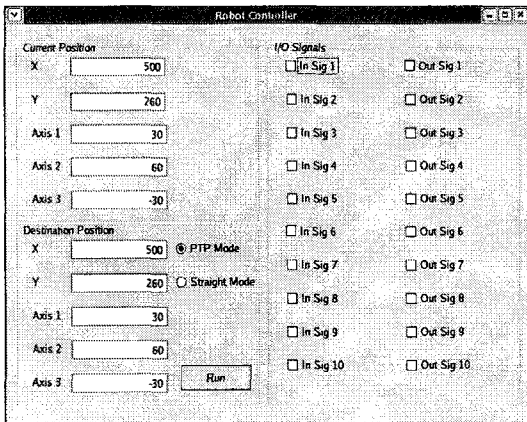 Robot Controller
Current Position
X 500
Y 260
Axis 1 30
Axis 2 60
Axis 3 -30
Destination Position
X 500 PTP Mode
Y 260 Straight Mode
Axis 1 30
Axis 2 60
Axis 3 -30 Run
I/O Signals
In Sig 1 Out Sig 1
In Sig 2 Out Sig 2
In Sig 3 Out Sig 3
In Sig 4 Out Sig 4
In Sig 5 Out Sig 5
In Sig 6 Out Sig 6
In Sig 7 Out Sig 7
In Sig 8 Out Sig 8
In Sig 9 Out Sig 9
In Sig 10 Out Sig 10